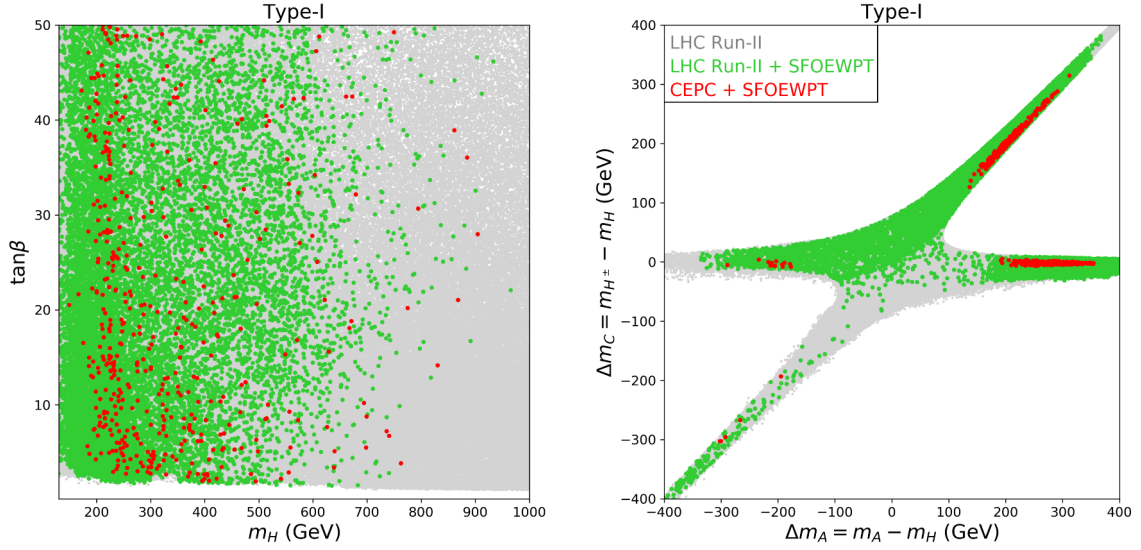 Type-I
50
40
30
20
10
tanβ
200 300 400 500 600 700 800 900 1000
m_H (GeV)
Type-I
LHC Run-II
LHC Run-II + SFOEWPT
CEPC + SFOEWPT
400
300
200
100
0
−100
−200
−300
−400
Δm_C = m_{H^±} − m_H (GeV)
−400 −300 −200 −100 0 100 200 300 400
Δm_A = m_A − m_H (GeV)